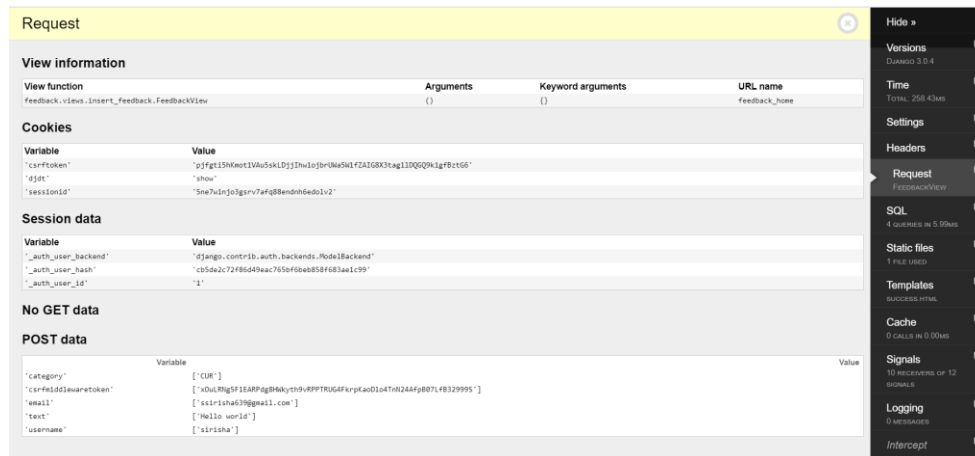 Request
View information
View function Arguments Keyword arguments URL name
feedback.views.insert_feedback.FeedbackView () {} feedback_home
Cookies
Variable Value
'csrftoken'
'djdt' 'show'
'sessionid' '5ne7winjo3gsrv7afq88endnh6edolv2'
Session data
Variable Value
'_auth_user_backend' 'django.contrib.auth.backends.ModelBackend'
'_auth_user_hash' 'cb5de2c72f86d49eac765bf6beb858f683ae1c99'
'_auth_user_id' '1'
No GET data
POST data
Variable Value
'category' ['CUR']
'csrfmiddlewaretoken'
'email' ['ssirisha639@gmail.com']
'text' ['Hello world']
'username' ['sirisha']
Hide »
Versions
DJANGO 3.0.4
Time
TOTAL: 258.43MS
Settings
Headers
Request
FEEDBACKVIEW
SQL
4 QUERIES IN 5.99MS
Static files
1 FILE USED
Templates
SUCCESS.HTML
Cache
0 CALLS IN 0.00MS
Signals
10 RECEIVERS OF 12
SIGNALS
Logging
0 MESSAGES
Intercept